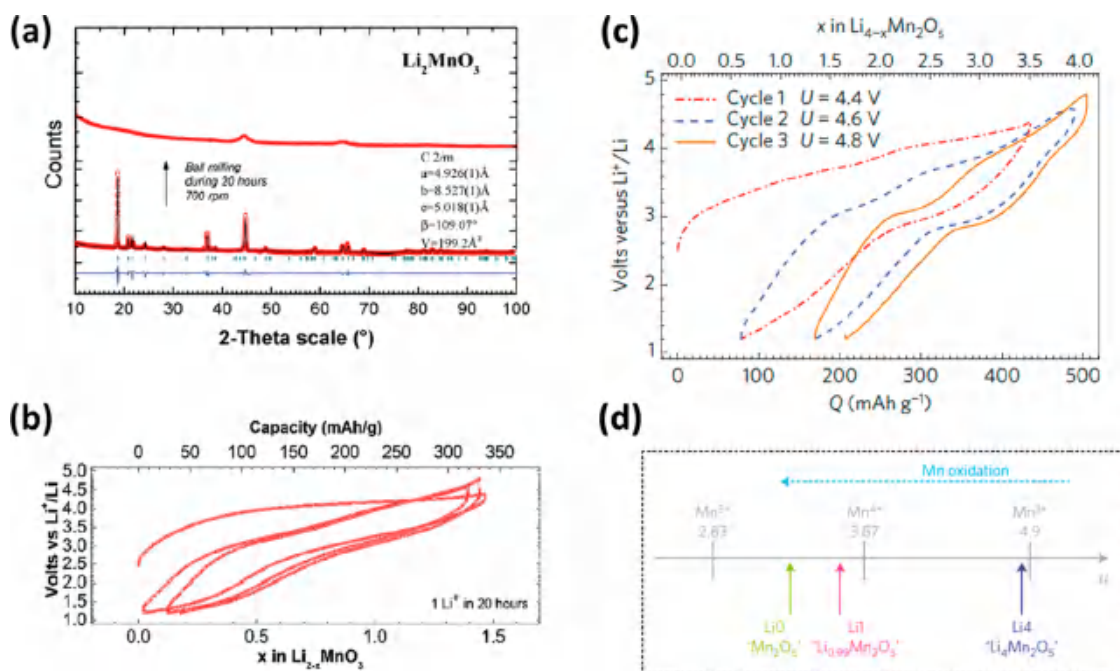 (a)
Li₂MnO₃
Counts
Ball milling
during 20 hours
700 rpm
C 2/m
a=4.926(1)Å
b=8.527(1)Å
c=5.018(1)Å
β=109.07°
V=199.2Å³
10 20 30 40 50 60 70 80 90 100
2-Theta scale (°)
(b)
Capacity (mAh/g)
0 50 100 150 200 250 300 350
Volts vs Li⁺/Li
5.0
4.5
4.0
3.5
3.0
2.5
2.0
1.5
1.0
1 Li⁺ in 20 hours
0.0 0.5 1.0 1.5
x in Li₂₋ₓMnO₃
(c)
x in Li₄₋ₓMn₂O₅
0.0 0.5 1.0 1.5 2.0 2.5 3.0 3.5 4.0
Volts versus Li⁺/Li
5
4
3
2
1
Cycle 1 U = 4.4 V
Cycle 2 U = 4.6 V
Cycle 3 U = 4.8 V
0 100 200 300 400 500
Q (mAh g⁻¹)
(d)
Mn oxidation
Mn⁴⁺
Mn³⁺
2.63
3.67
4.9
Li0
Li1
Li4
'Mn₂O₅'
'Li₀.₉₉Mn₂O₅'
'Li₄Mn₂O₅'